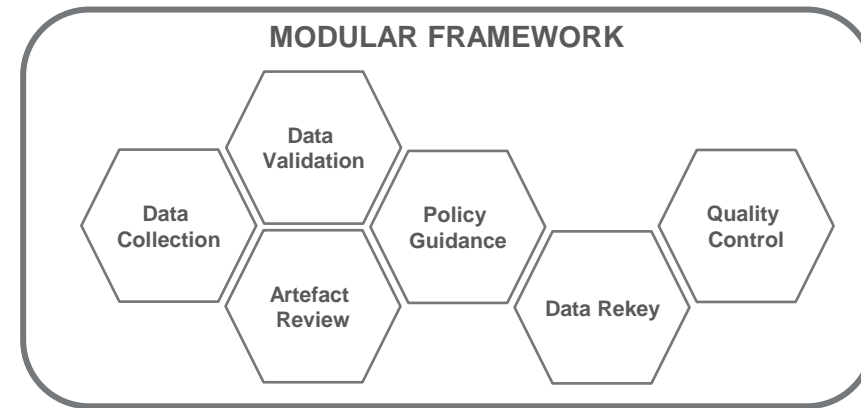 MODULAR FRAMEWORK
Data
Validation
Data
Collection
Policy
Guidance
Quality
Control
Artefact
Review
Data Rekey